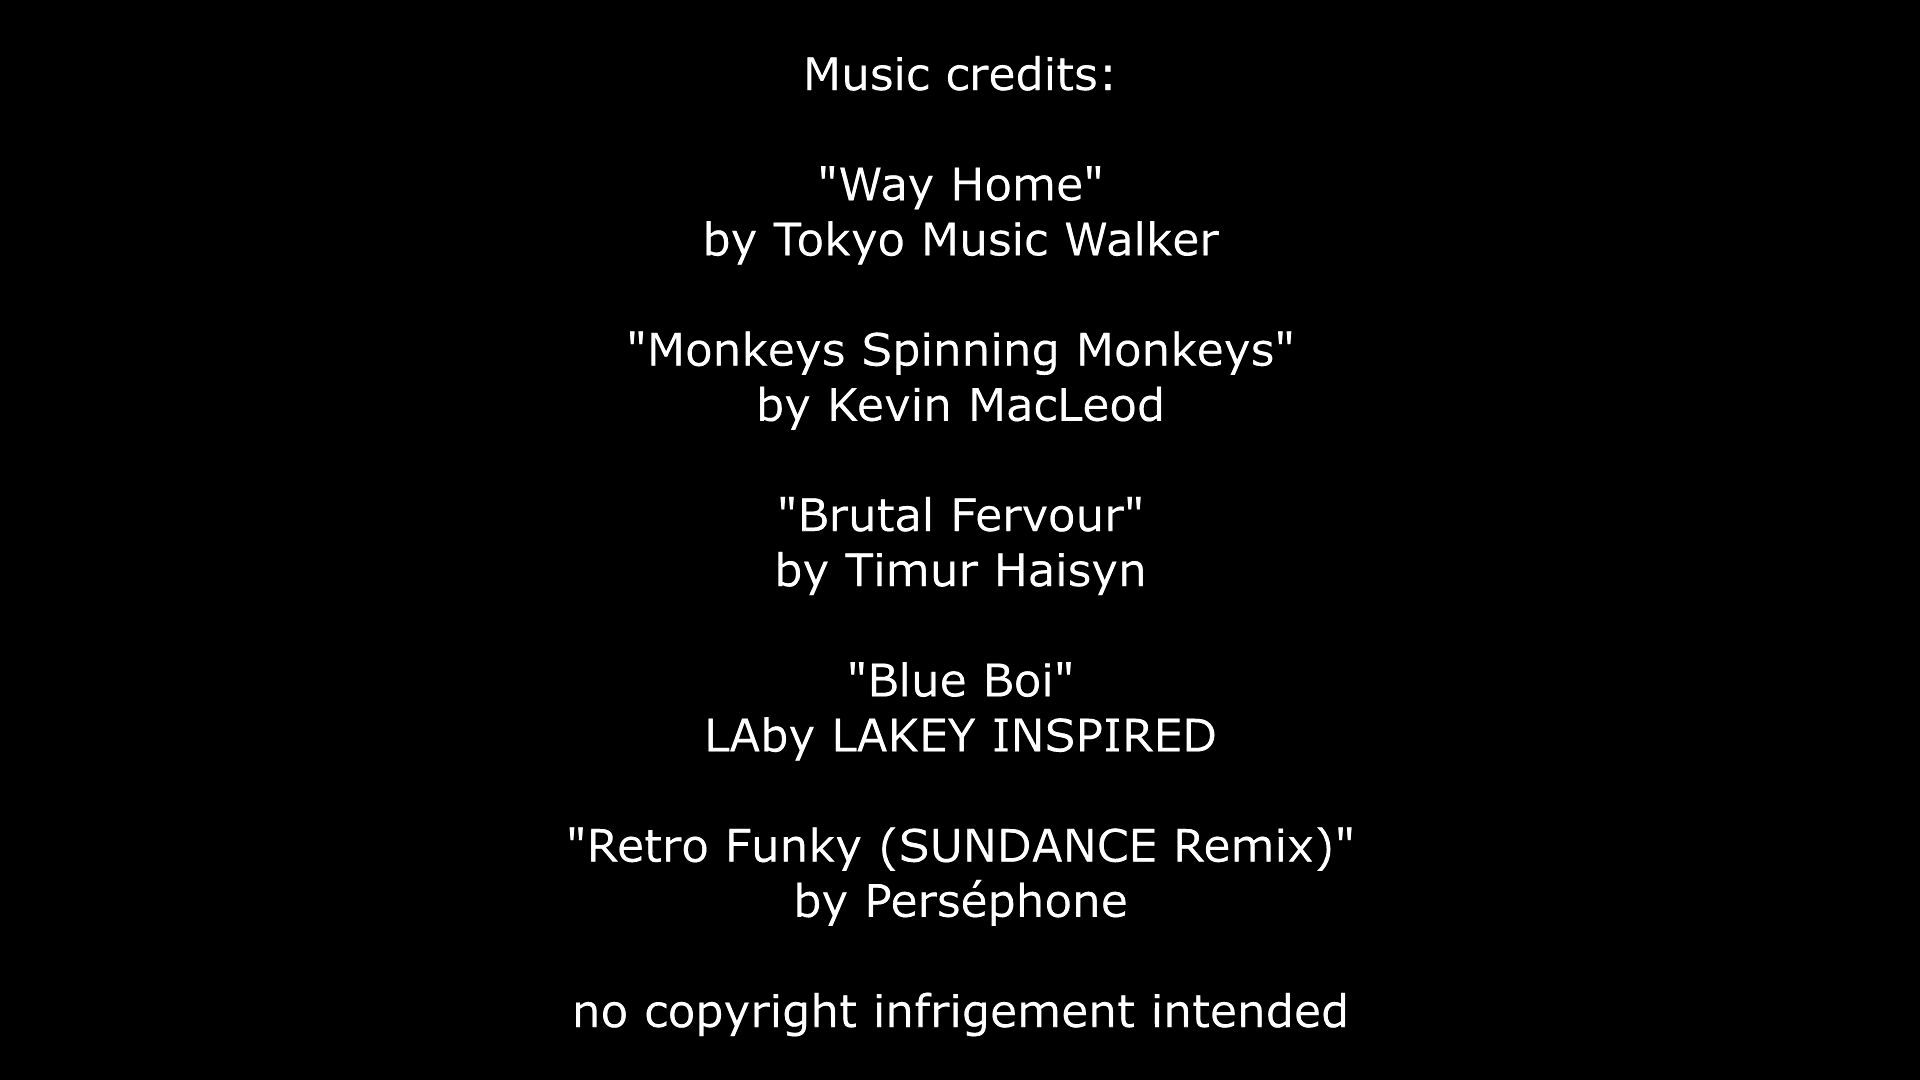 Music credits:
"Way Home"
by Tokyo Music Walker
"Monkeys Spinning Monkeys"
by Kevin MacLeod
"Brutal Fervour"
by Timur Haisyn
"Blue Boi"
LAby LAKEY INSPIRED
"Retro Funky (SUNDANCE Remix)"
by Perséphone
no copyright infrigement intended